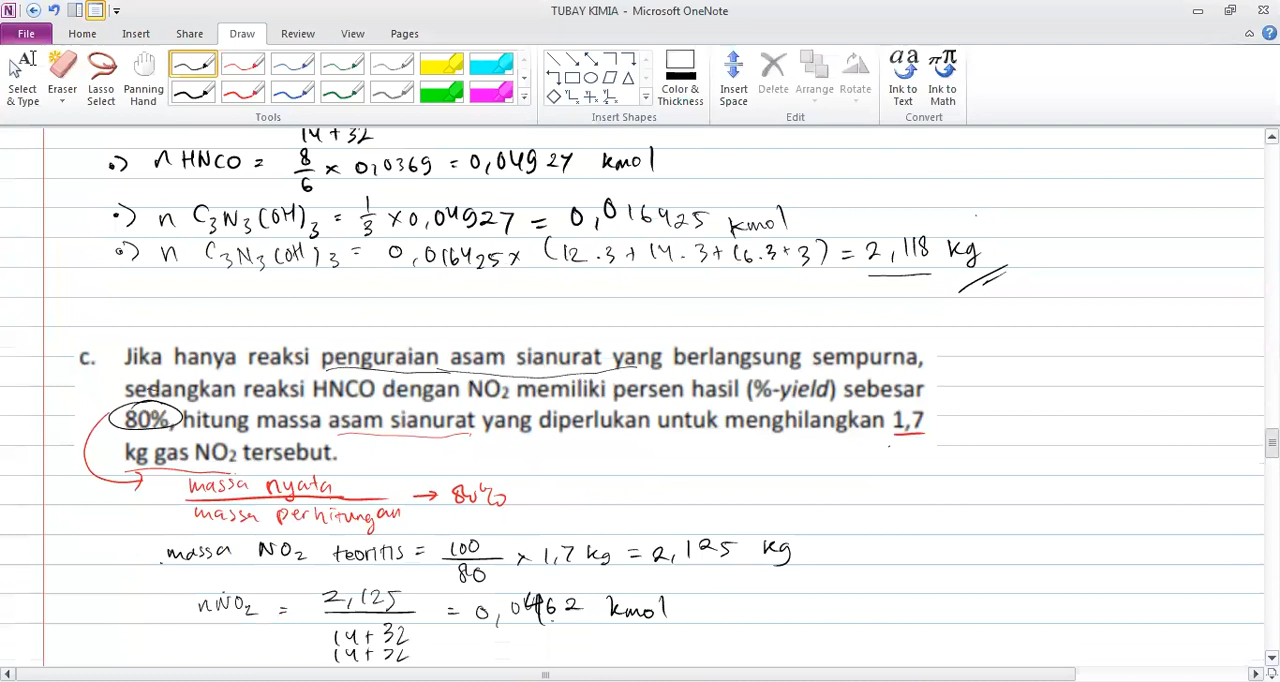 TUBAY KIMIA - Microsoft OneNote
File Home Insert Share Draw Review View Pages
Select & Type
Eraser
Lasso Select
Panning Hand
Color & Thickness
Insert Space
Delete
Arrange
Rotate
Ink to Text
Ink to Math
Tools
Insert Shapes
Edit
Convert
14 + 32
•) n HNCO = 8/6 × 0,0369 = 0,04927 kmol
•) n C3N3(OH)3 = 1/3 × 0,04927 = 0,016425 kmol
•) n C3N3(OH)3 = 0,016425 × (12.3 + 14.3 + 16.3 + 3) = 2,118 kg
c. Jika hanya reaksi penguraian asam sianurat yang berlangsung sempurna,
sedangkan reaksi HNCO dengan NO2 memiliki persen hasil (%-yield) sebesar
80%, hitung massa asam sianurat yang diperlukan untuk menghilangkan 1,7
kg gas NO2 tersebut.
massa nyata / massa perhitungan → 80%
massa NO2 teoritis = 100/80 × 1,7 kg = 2,125 kg
n NO2 = 2,125 / 14 + 32 = 0,0462 kmol
14 + 32